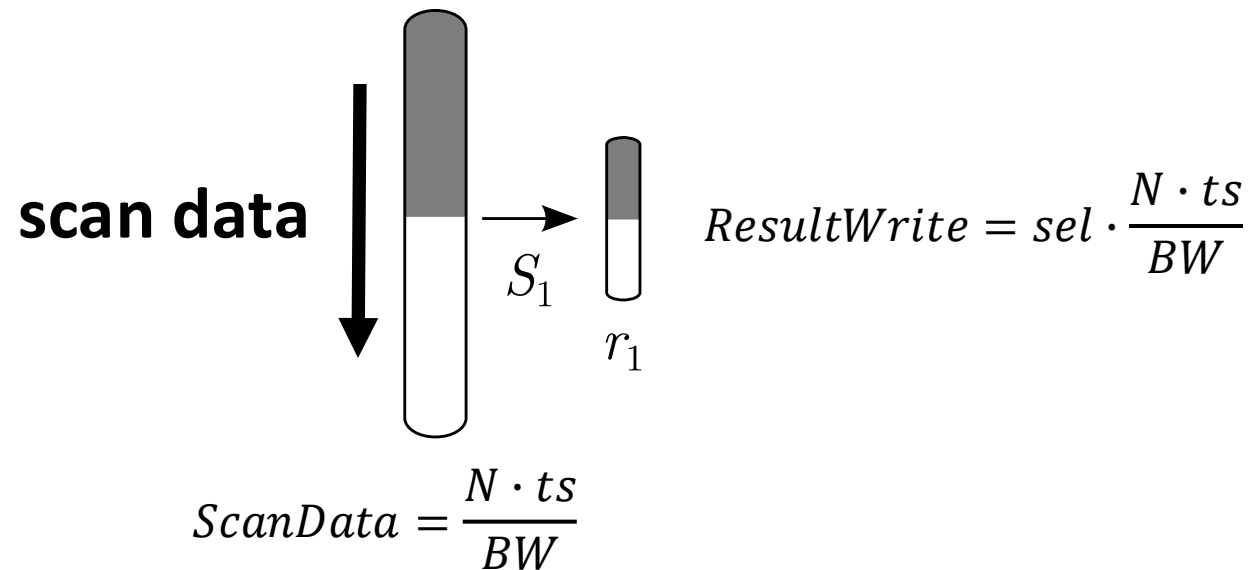 scan data
S₁
r₁
ResultWrite = sel · N · ts / BW
ScanData = N · ts / BW